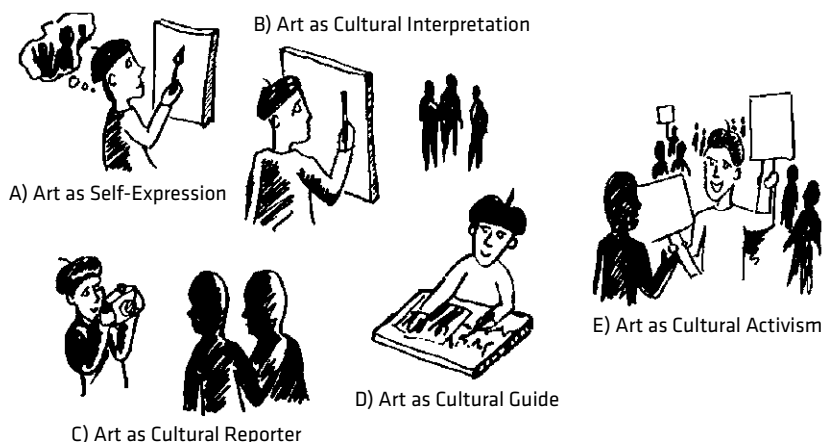 B) Art as Cultural Interpretation
A) Art as Self-Expression
E) Art as Cultural Activism
D) Art as Cultural Guide
C) Art as Cultural Reporter